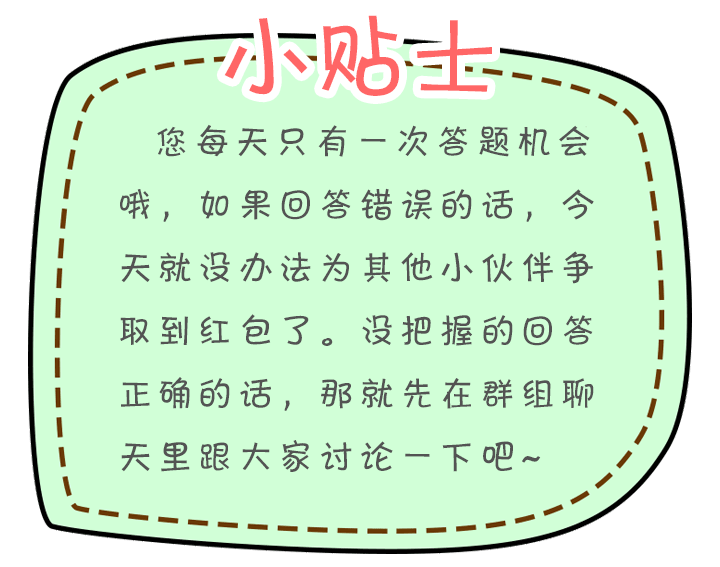 小贴士
您每天只有一次答题机会
哦，如果回答错误的话，今
天就没办法为其他小伙伴争
取到红包了。没把握的回答
正确的话，那就先在群组聊
天里跟大家讨论一下吧~